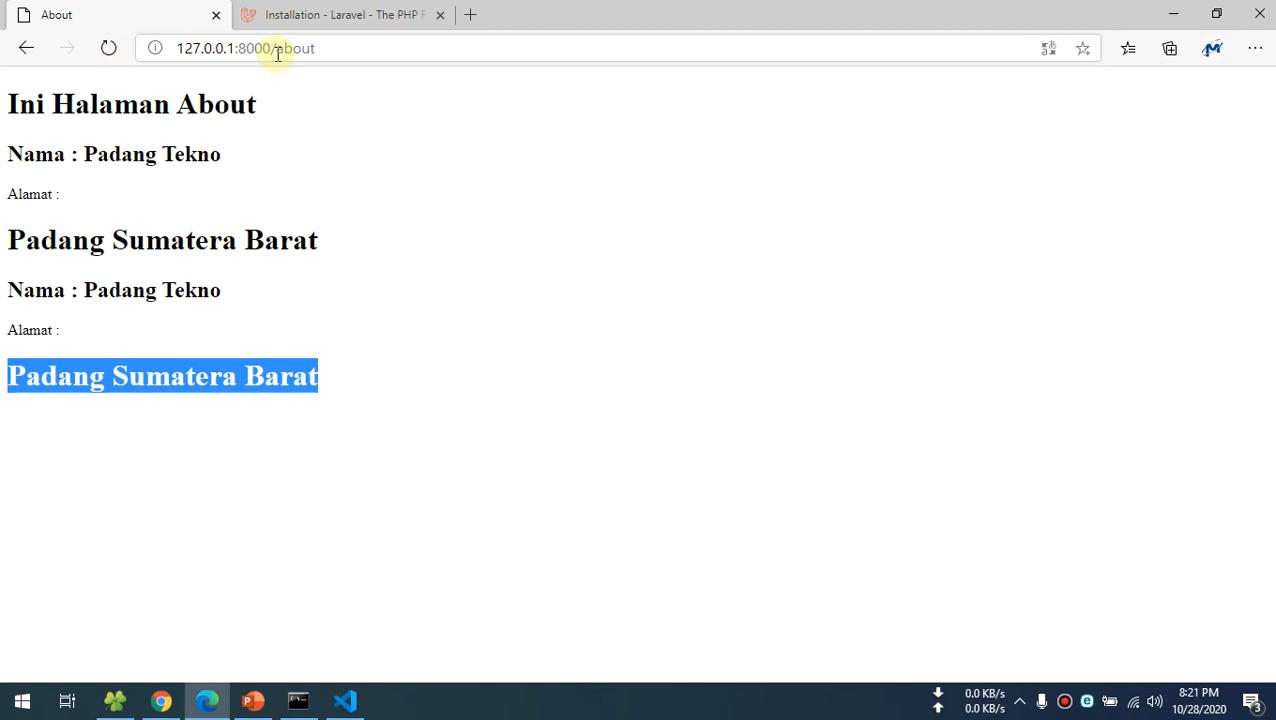 About
Installation - Laravel - The PHP F
127.0.0.1:8000/about
Ini Halaman About
Nama : Padang Tekno
Alamat :
Padang Sumatera Barat
Nama : Padang Tekno
Alamat :
Padang Sumatera Barat
0.0 KB/s
0.0 KB/s
8:21 PM
10/28/2020
3